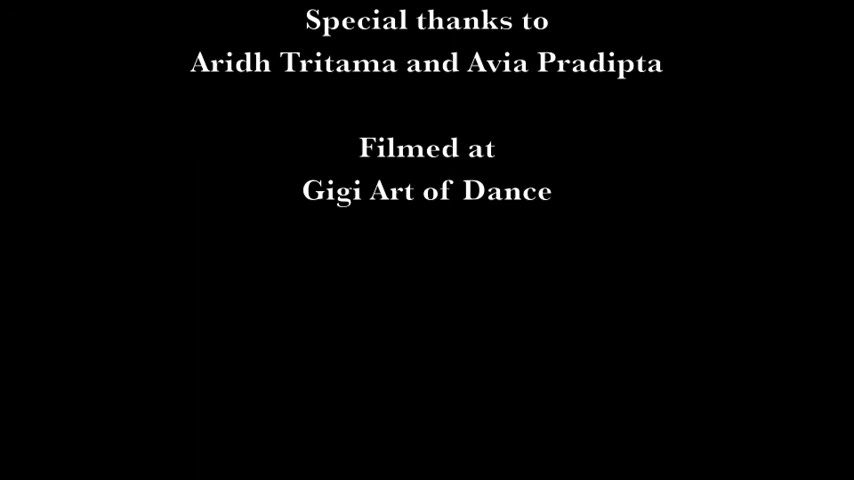 Special thanks to
Aridh Tritama and Avia Pradipta
Filmed at
Gigi Art of Dance